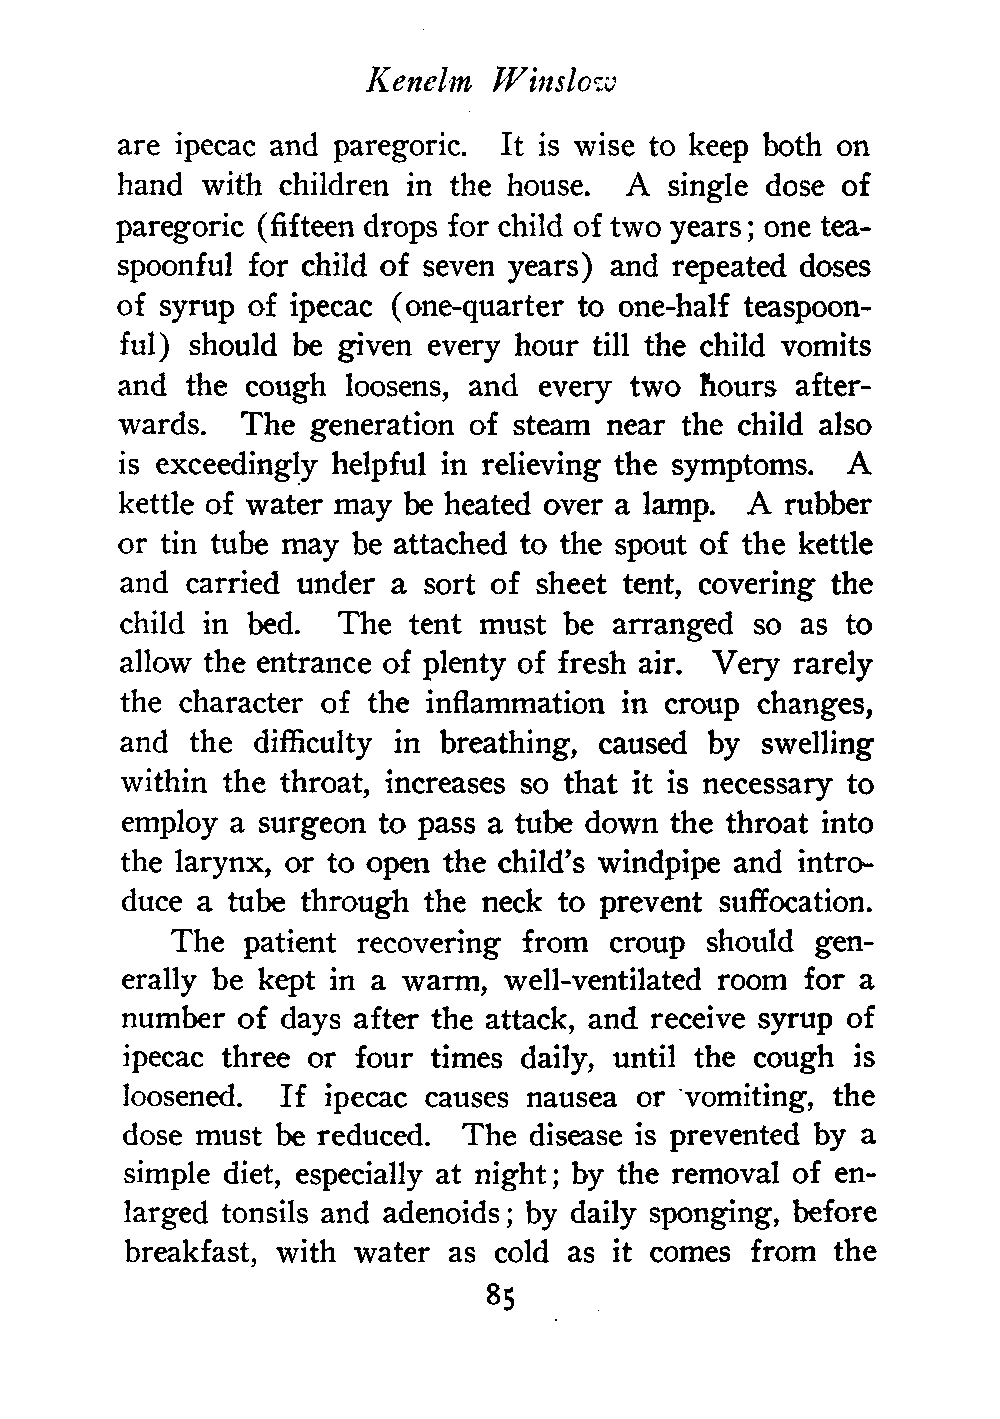 Kenelm Winslow
are ipecac and paregoric. It is wise to keep both on
hand with children in the house. A single dose of
paregoric (fifteen drops for child of two years; one tea-
spoonful for child of seven years) and repeated doses
of syrup of ipecac (one-quarter to one-half teaspoon-
ful) should be given every hour till the child vomits
and the cough loosens, and every two hours after-
wards. The generation of steam near the child also
is exceedingly helpful in relieving the symptoms. A
kettle of water may be heated over a lamp. A rubber
or tin tube may be attached to the spout of the kettle
and carried under a sort of sheet tent, covering the
child in bed. The tent must be arranged so as to
allow the entrance of plenty of fresh air. Very rarely
the character of the inflammation in croup changes,
and the difficulty in breathing, caused by swelling
within the throat, increases so that it is necessary to
employ a surgeon to pass a tube down the throat into
the larynx, or to open the child's windpipe and intro-
duce a tube through the neck to prevent suffocation.
The patient recovering from croup should gen-
erally be kept in a warm, well-ventilated room for a
number of days after the attack, and receive syrup of
ipecac three or four times daily, until the cough is
loosened. If ipecac causes nausea or vomiting, the
dose must be reduced. The disease is prevented by a
simple diet, especially at night; by the removal of en-
larged tonsils and adenoids; by daily sponging, before
breakfast, with water as cold as it comes from the
85